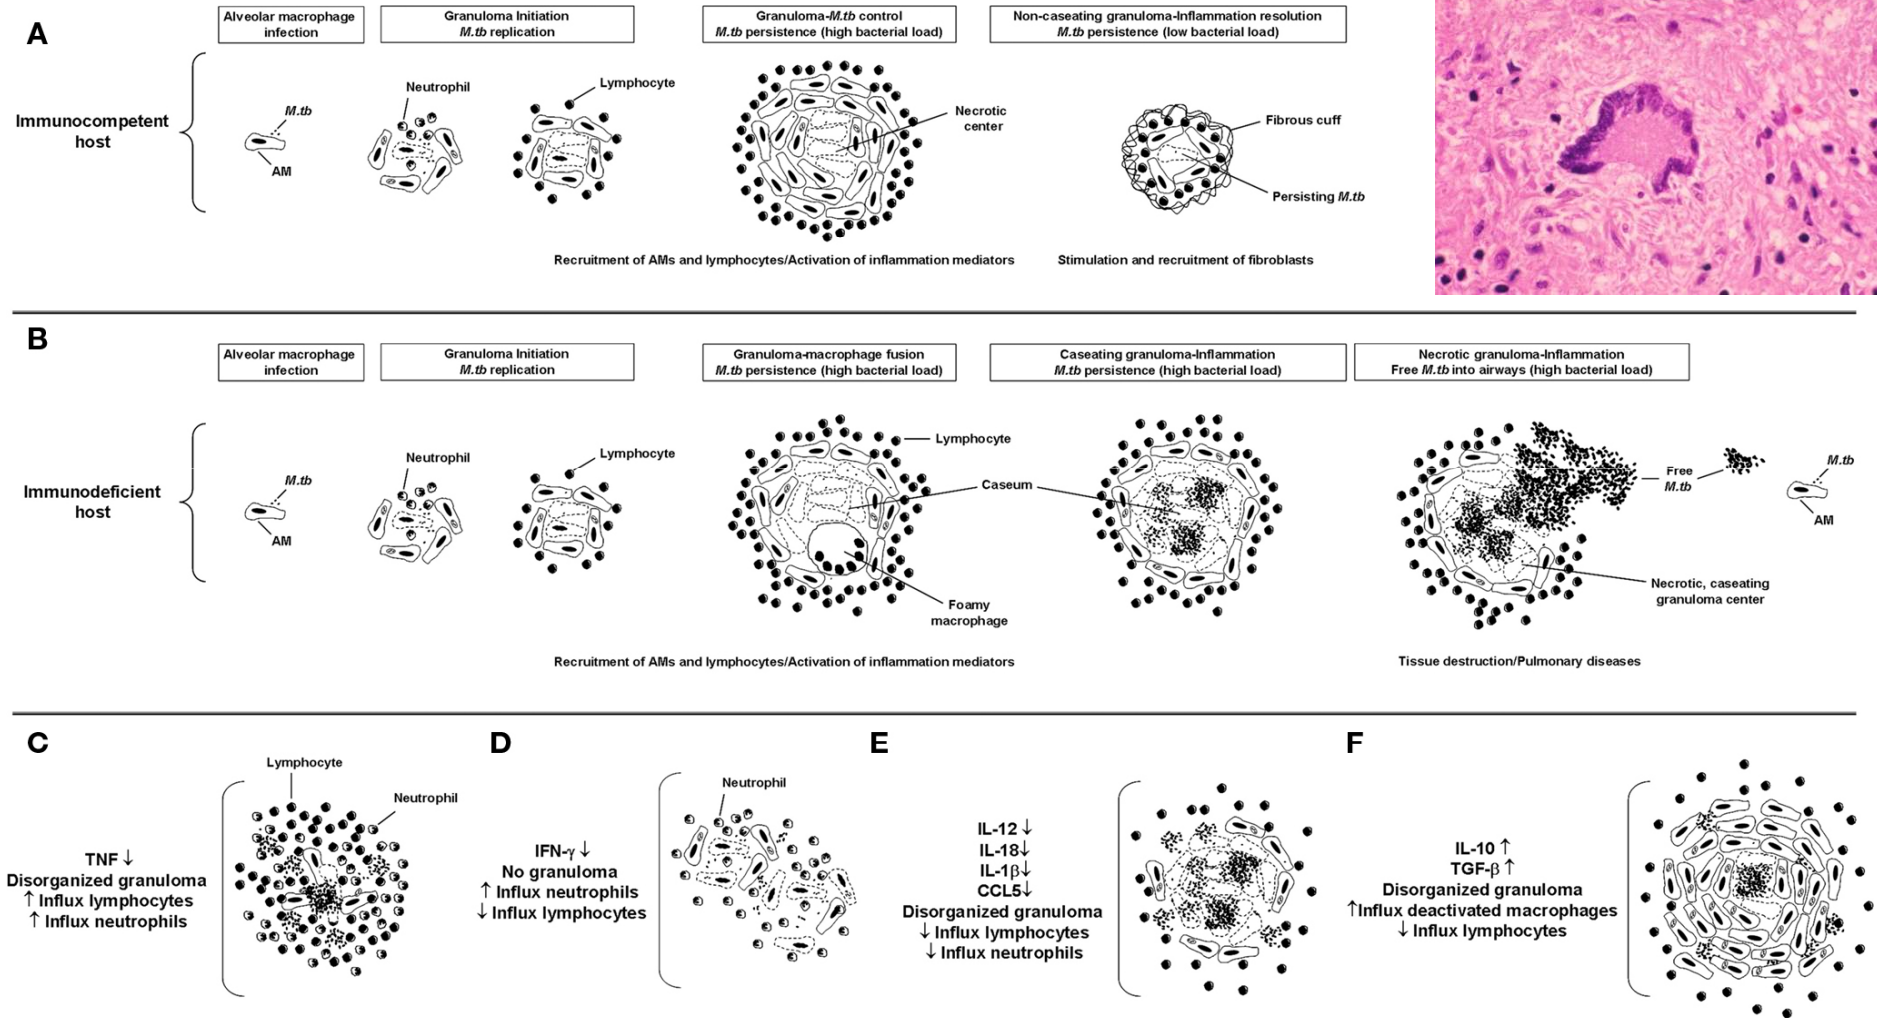 A
Alveolar macrophage
infection
Granuloma Initiation
M.tb replication
Granuloma-M.tb control
M.tb persistence (high bacterial load)
Non-caseating granuloma-Inflammation resolution
M.tb persistence (low bacterial load)
Immunocompetent
host
M.tb
AM
Neutrophil
Lymphocyte
Necrotic
center
Fibrous cuff
Persisting M.tb
Recruitment of AMs and lymphocytes/Activation of inflammation mediators
Stimulation and recruitment of fibroblasts
B
Alveolar macrophage
infection
Granuloma Initiation
M.tb replication
Granuloma-macrophage fusion
M.tb persistence (high bacterial load)
Caseating granuloma-Inflammation
M.tb persistence (high bacterial load)
Necrotic granuloma-Inflammation
Free M.tb into airways (high bacterial load)
Immunodeficient
host
M.tb
AM
Neutrophil
Lymphocyte
Lymphocyte
Caseum
Foamy
macrophage
Free
M.tb
M.tb
AM
Necrotic, caseating
granuloma center
Recruitment of AMs and lymphocytes/Activation of inflammation mediators
Tissue destruction/Pulmonary diseases
C
Lymphocyte
Neutrophil
TNF ↓
Disorganized granuloma
↑ Influx lymphocytes
↑ Influx neutrophils
D
Neutrophil
IFN-γ ↓
No granuloma
↑ Influx neutrophils
↓ Influx lymphocytes
E
IL-12 ↓
IL-18↓
IL-1β↓
CCL5↓
Disorganized granuloma
↓ Influx lymphocytes
↓ Influx neutrophils
F
IL-10 ↑
TGF-β ↑
Disorganized granuloma
↑Influx deactivated macrophages
↓ Influx lymphocytes